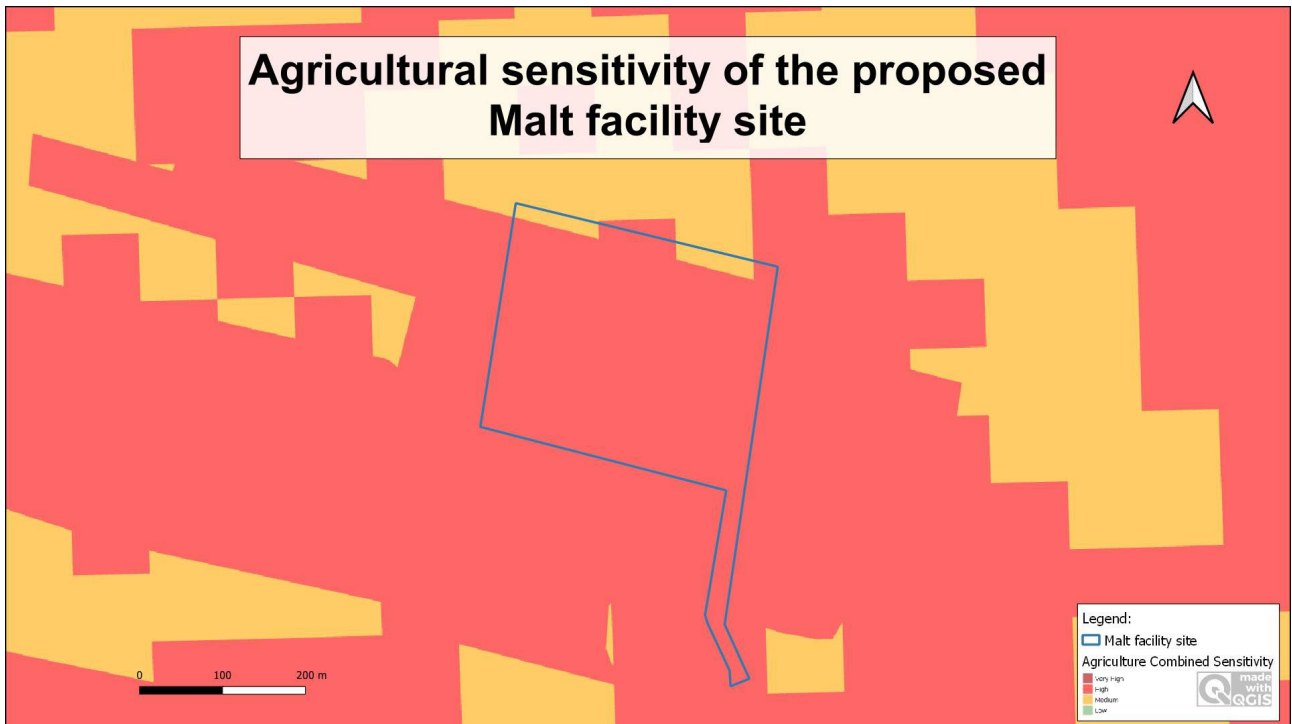 Agricultural sensitivity of the proposed
Malt facility site
0 100 200 m
Legend:
Malt facility site
Agriculture Combined Sensitivity
Very High
High
Medium
Low
made
with
QGIS